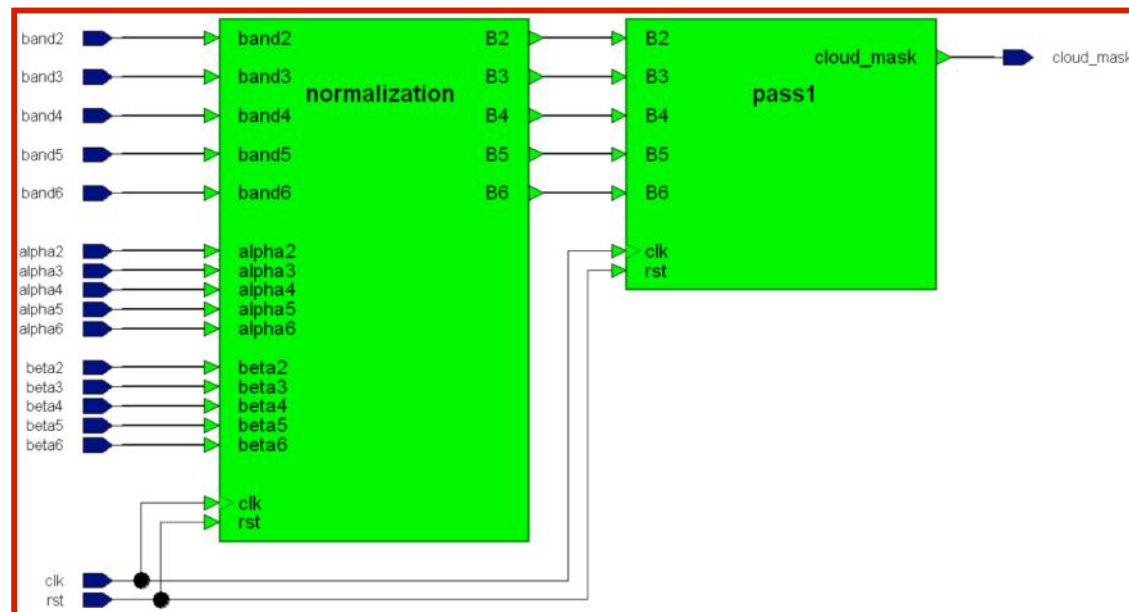 band2 band2 B2 B2
cloud_mask cloud_mask
band3 band3 B3 B3
normalization pass1
band4 band4 B4 B4
band5 band5 B5 B5
band6 band6 B6 B6
alpha2 alpha2 clk
alpha3 alpha3 rst
alpha4 alpha4
alpha5 alpha5
alpha6 alpha6
beta2 beta2
beta3 beta3
beta4 beta4
beta5 beta5
beta6 beta6
clk
rst
clk
rst